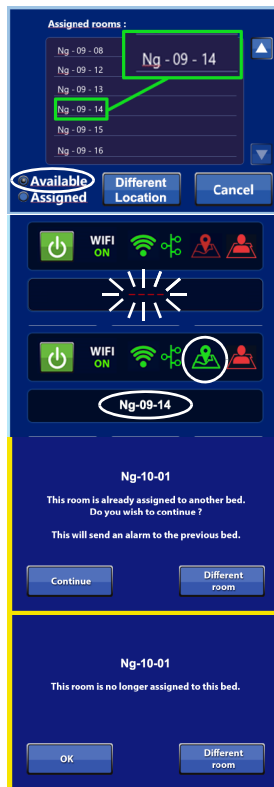 Assigned rooms :
Ng - 09 - 08
Ng - 09 - 12
Ng - 09 - 13
Ng - 09 - 14
Ng - 09 - 15
Ng - 09 - 16
Ng - 09 - 14
Available
Assigned
Different
Location
Cancel
WIFI
ON
----
WIFI
ON
Ng-09-14
Ng-10-01
This room is already assigned to another bed.
Do you wish to continue ?
This will send an alarm to the previous bed.
Continue
Different
room
Ng-10-01
This room is no longer assigned to this bed.
OK
Different
room